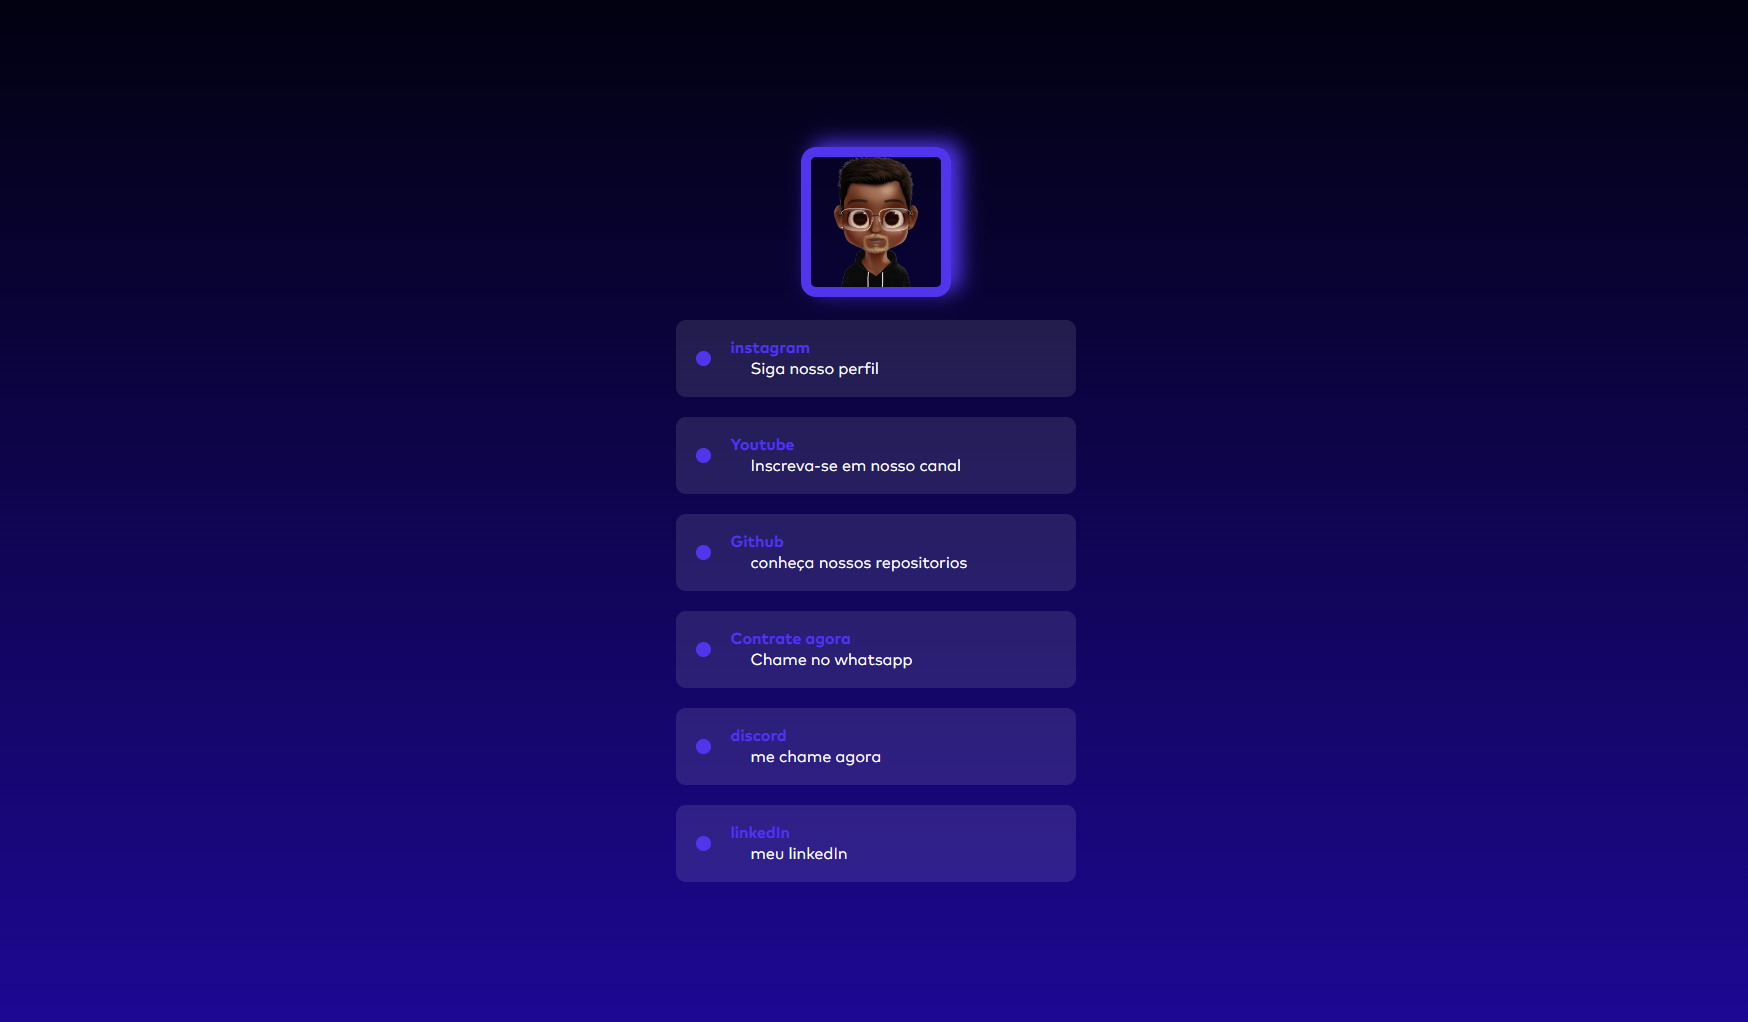 instagram
Siga nosso perfil
Youtube
Inscreva-se em nosso canal
Github
conheça nossos repositorios
Contrate agora
Chame no whatsapp
discord
me chame agora
linkedIn
meu linkedIn